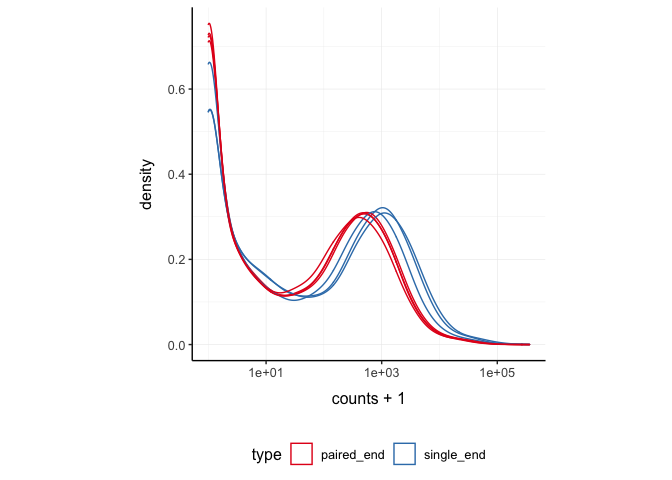 density
0.6
0.4
0.2
0.0
1e+01 1e+03 1e+05
counts + 1
type paired_end single_end